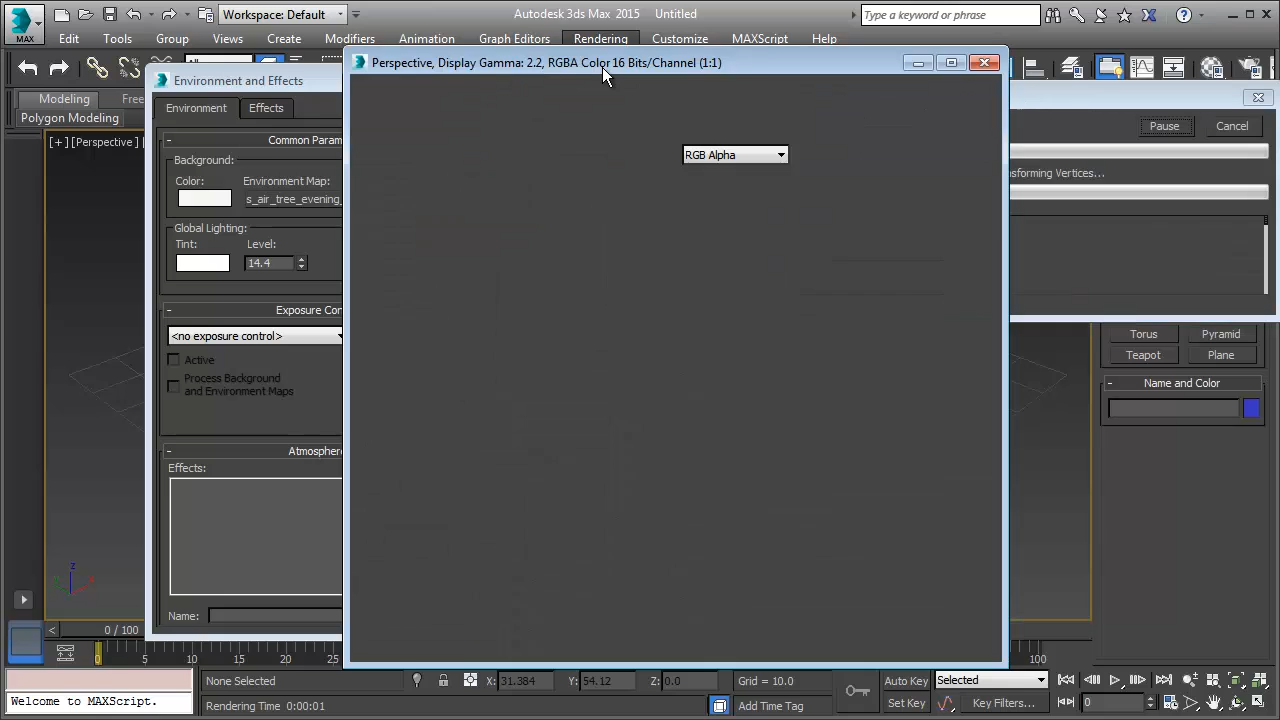 Workspace: Default
Autodesk 3ds Max 2015
Untitled
Type a keyword or phrase
MAX
Edit
Tools
Group
Views
Create
Modifiers
Animation
Graph Editors
Rendering
Customize
MAXScript
Help
Perspective, Display Gamma: 2.2, RGBA Color 16 Bits/Channel (1:1)
Environment and Effects
Modeling
Free
Polygon Modeling
Environment
Effects
[+][Perspective]
Common Param
Background:
Color:
Environment Map:
s_air_tree_evening_
Global Lighting:
Tint:
Level:
14.4
Exposure Con
<no exposure control>
Active
Process Background
and Environment Maps
Atmosphere
Effects:
Name:
RGB Alpha
Pause
Cancel
nsforming Vertices...
Torus
Pyramid
Teapot
Plane
Name and Color
z
0 / 100
0
5
10
15
20
25
100
Welcome to MAXScript.
None Selected
Rendering Time 0:00:01
X: 31.384
Y: 54.12
Z: 0.0
Grid = 10.0
Add Time Tag
Auto Key
Selected
Set Key
Key Filters...
0